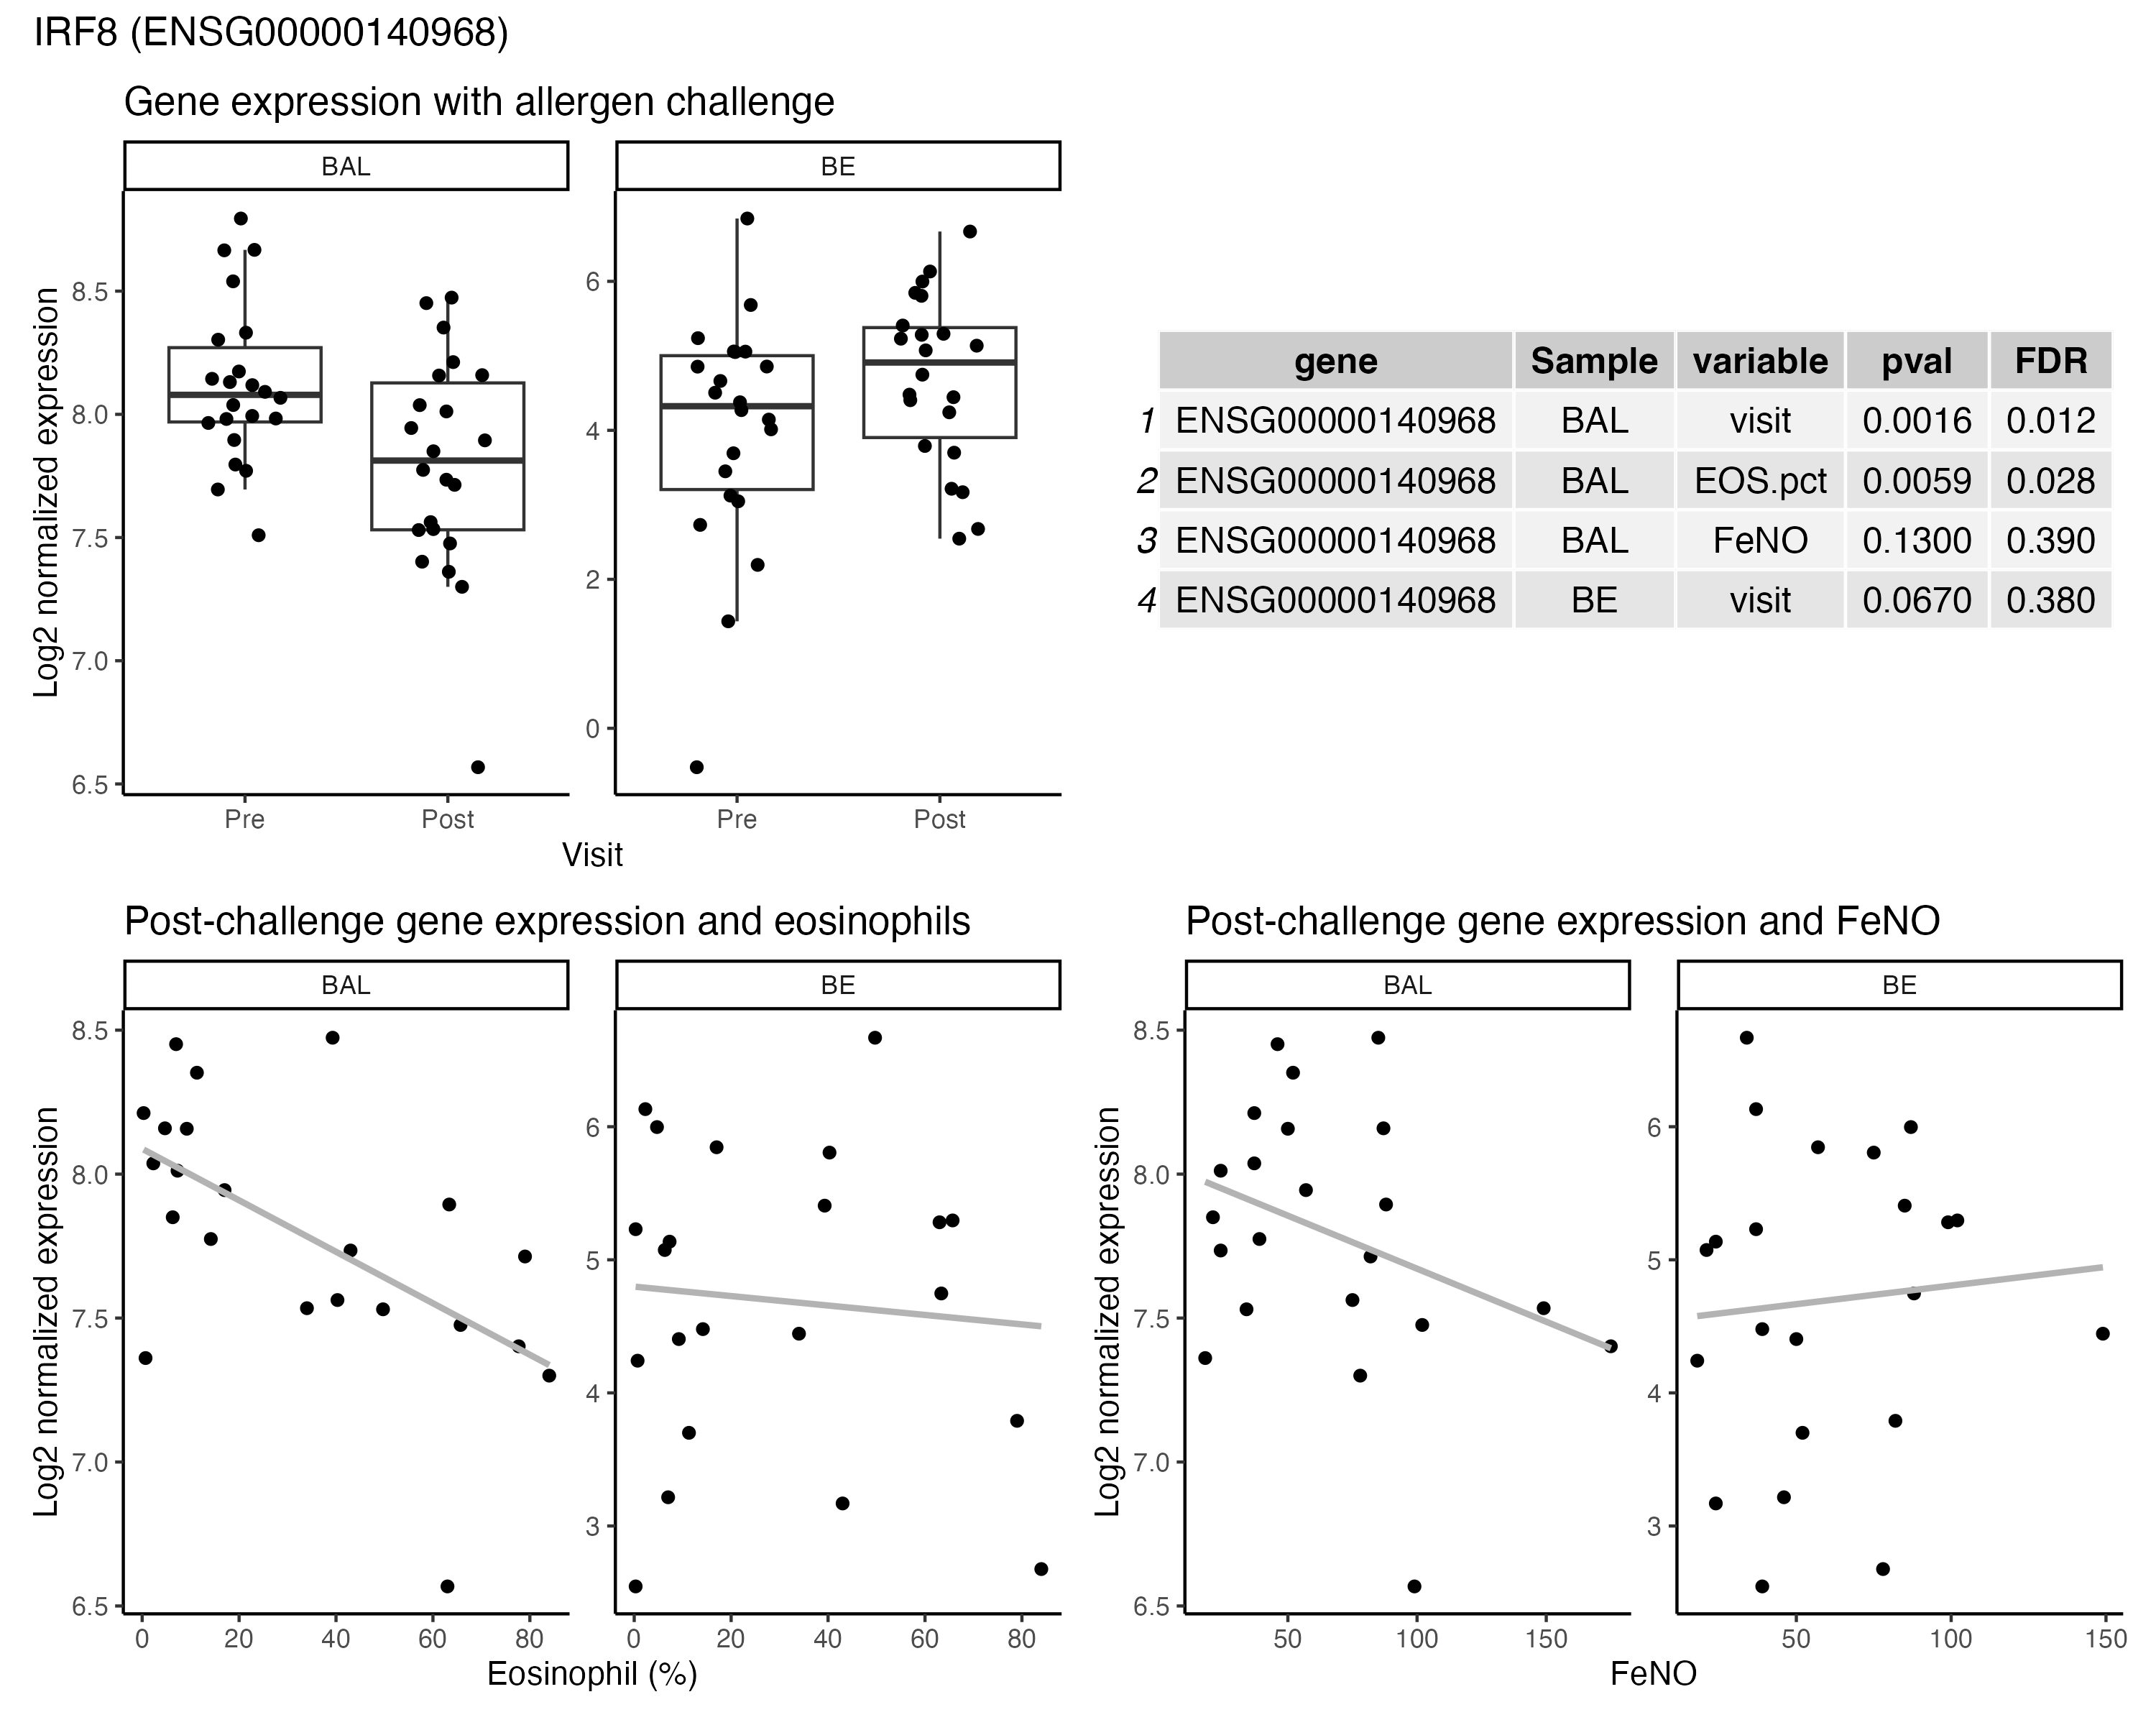 IRF8 (ENSG00000140968)
Gene expression with allergen challenge
BAL
BE
Log2 normalized expression
8.5
8.0
7.5
7.0
6.5
6
4
2
0
Pre
Post
Pre
Post
Visit
gene Sample variable pval FDR
1 ENSG00000140968 BAL visit 0.0016 0.012
2 ENSG00000140968 BAL EOS.pct 0.0059 0.028
3 ENSG00000140968 BAL FeNO 0.1300 0.390
4 ENSG00000140968 BE visit 0.0670 0.380
Post-challenge gene expression and eosinophils
BAL
BE
Log2 normalized expression
8.5
8.0
7.5
7.0
6.5
6
5
4
3
0 20 40 60 80
0 20 40 60 80
Eosinophil (%)
Post-challenge gene expression and FeNO
BAL
BE
Log2 normalized expression
8.5
8.0
7.5
7.0
6.5
6
5
4
3
50 100 150
50 100 150
FeNO